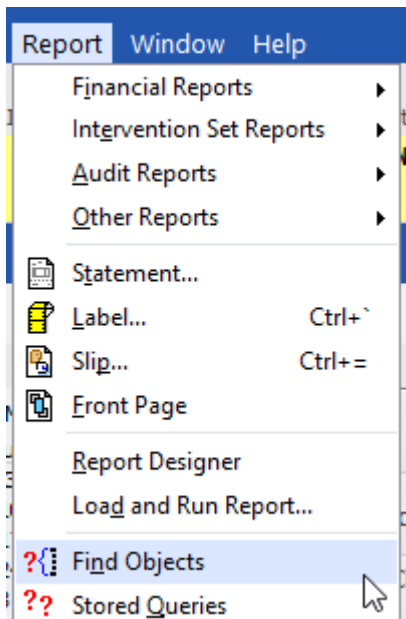 Report Window Help
Financial Reports
Intervention Set Reports
Audit Reports
Other Reports
Statement...
Label... Ctrl+`
Slip... Ctrl+=
Front Page
Report Designer
Load and Run Report...
?{ Find Objects
?? Stored Queries